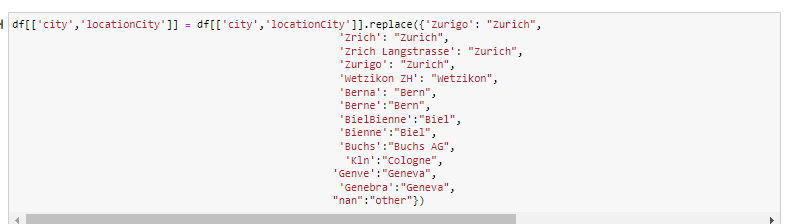 df[['city','locationCity']] = df[['city','locationCity']].replace({'Zurigo': "Zurich",
'Zrich': "Zurich",
'Zrich Langstrasse': "Zurich",
'Zurigo': "Zurich",
'Wetzikon ZH': "Wetzikon",
'Berna': "Bern",
'Berne':"Bern",
'BielBienne':"Biel",
'Bienne':"Biel",
'Buchs':"Buchs AG",
'Kln':"Cologne",
'Genve':"Geneva",
'Genebra':"Geneva",
"nan":"other"})